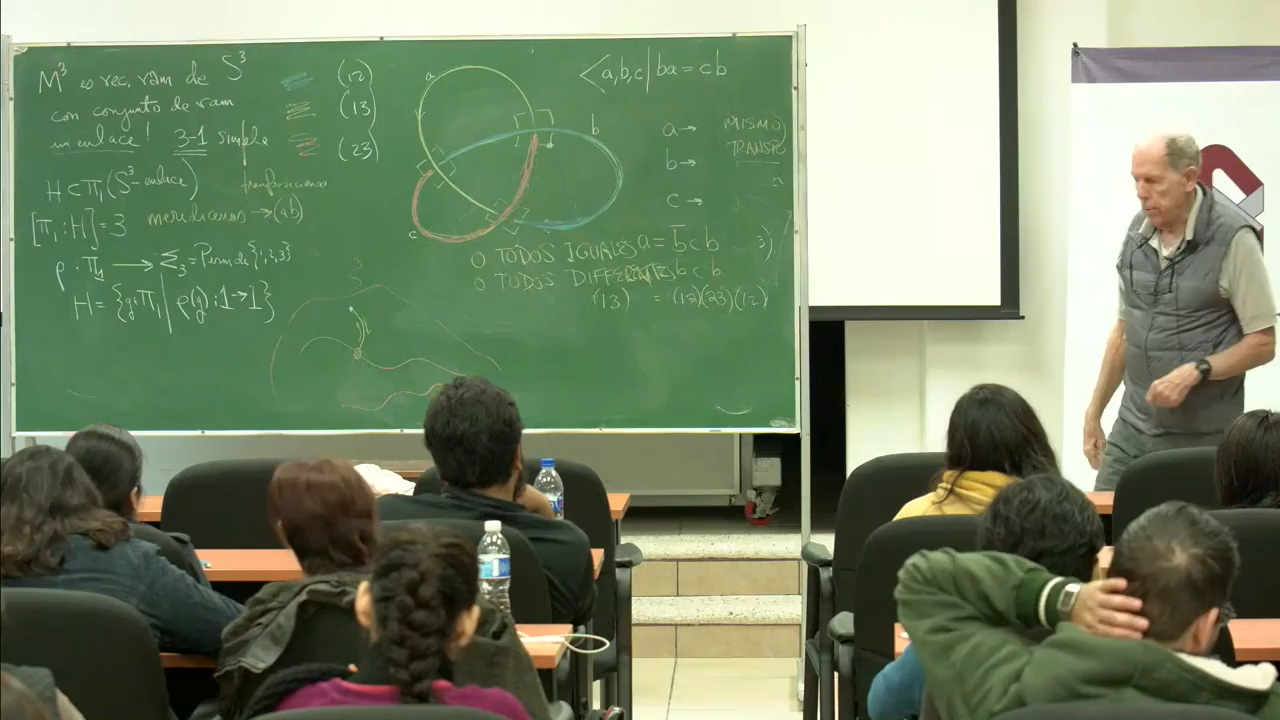 M³ es rec, ram de S³
con conjunto de ram
un enlace! 3-1 simple
H ⊂ π₁(S³-enlace) transposiciones
[π₁:H]=3 meridianos →(ab)
ρ: π₁ → Σ₃ = Perm de {1,2,3}
H = {g∈π₁ | ρ(g): 1→1}
(12)
(13)
(23)
a
b
c
<a,b,c | ba = cb
a→ MISMO
b→ TRANSP
c→
O TODOS IGUALES a = b c b
O TODOS DIFFERENTES b c b
(13) = (12)(23)(12)